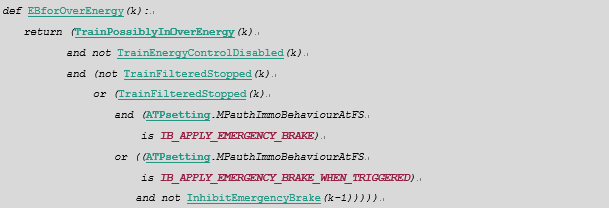 def EBforOverEnergy(k):
return (TrainPossiblyInOverEnergy(k)
and not TrainEnergyControlDisabled(k)
and (not TrainFilteredStopped(k)
or (TrainFilteredStopped(k)
and (ATPsetting.MPauthImmoBehaviourAtFS
is IB_APPLY_EMERGENCY_BRAKE)
or ((ATPsetting.MPauthImmoBehaviourAtFS
is IB_APPLY_EMERGENCY_BRAKE_WHEN_TRIGGERED)
and not InhibitEmergencyBrake(k-1)))))